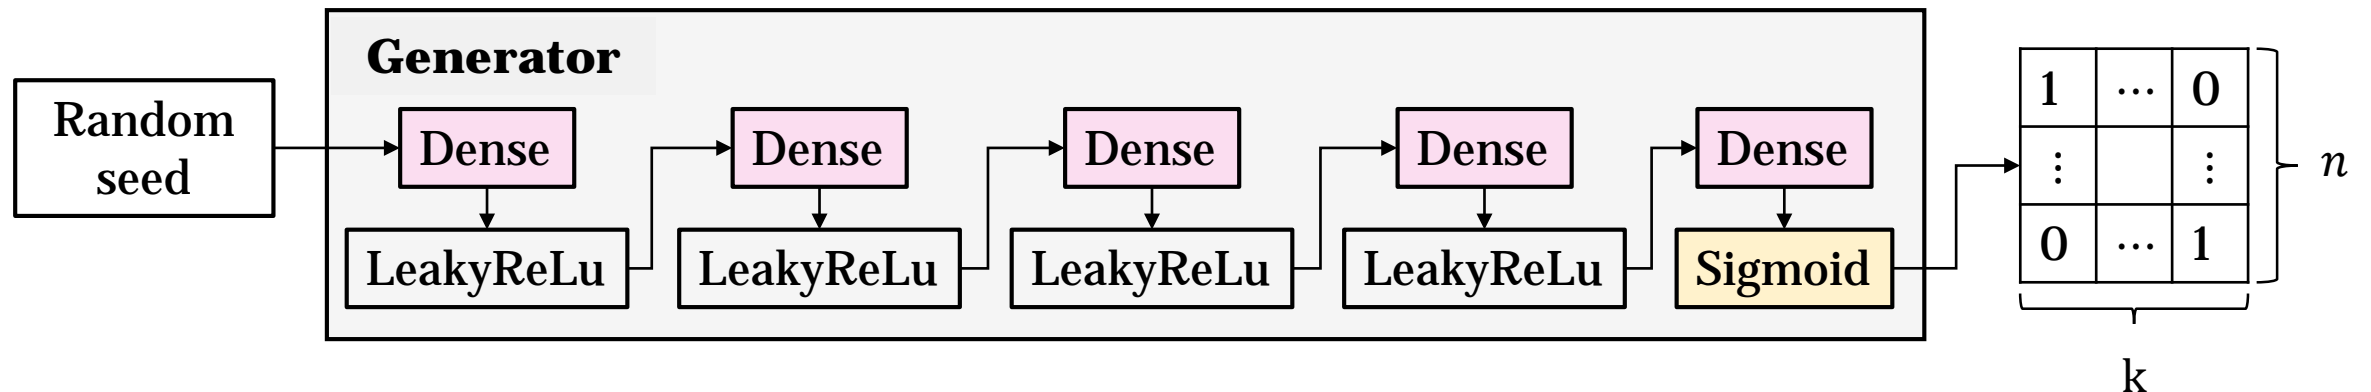 Generator
Random
seed
Dense
Dense
Dense
Dense
Dense
LeakyReLu
LeakyReLu
LeakyReLu
LeakyReLu
Sigmoid
1 ⋯ 0
⋮ ⋮
0 ⋯ 1
n
k